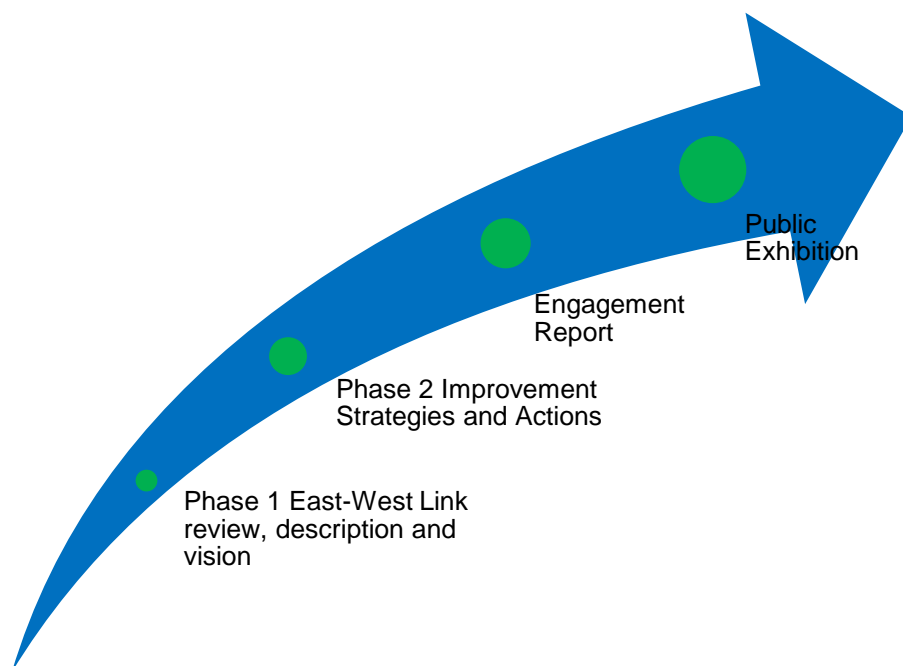 Public
Exhibition
Engagement
Report
Phase 2 Improvement
Strategies and Actions
Phase 1 East-West Link
review, description and
vision